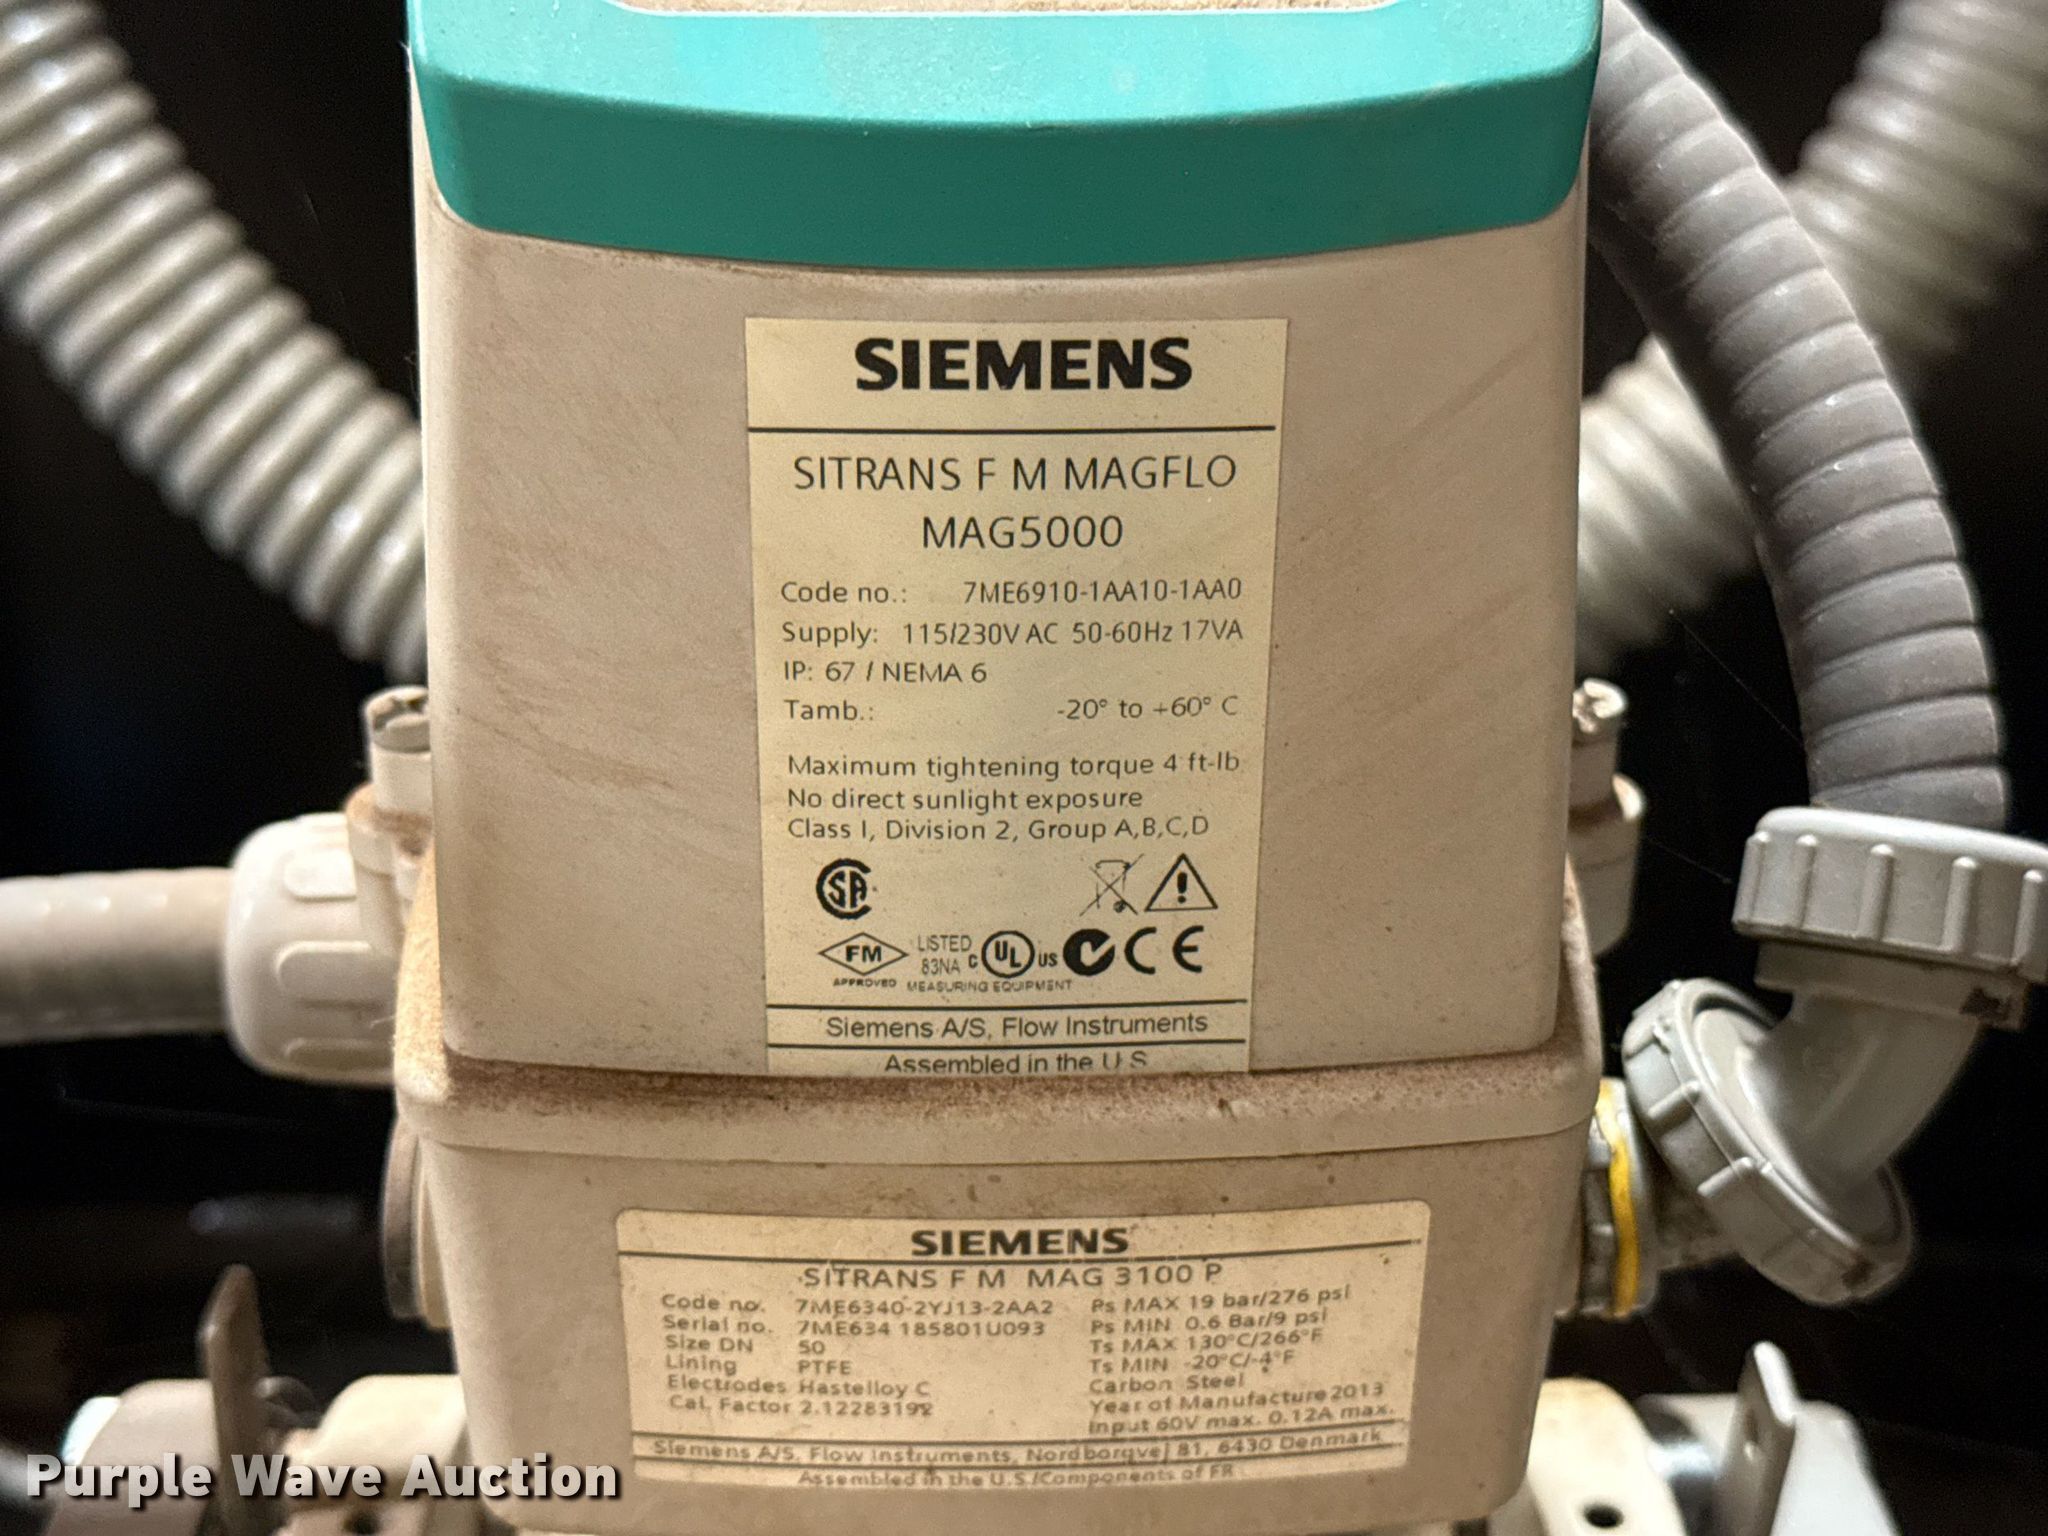 SIEMENS
SITRANS F M MAGFLO
MAG5000
Code no.: 7ME6910-1AA10-1AA0
Supply: 115/230V AC 50-60Hz 17VA
IP: 67 / NEMA 6
Tamb.: -20° to +60° C
Maximum tightening torque 4 ft-lb
No direct sunlight exposure
Class I, Division 2, Group A,B,C,D
CSA
FM APPROVED LISTED 83NA C UL US CE
MEASURING EQUIPMENT
Siemens A/S, Flow Instruments
Assembled in the U S
SIEMENS
SITRANS F M MAG 3100 P
Code no. 7ME6340-2YJ13-2AA2 Ps MAX 19 bar/276 psi
Serial no. 7ME634 185801U093 Ps MIN 0.6 Bar/9 psi
Size DN 50 Ts MAX 130°C/266°F
Lining PTFE Ts MIN -20°C/-4°F
Electrodes Hastelloy C Carbon Steel
Cal. Factor 2.12283192 Year of Manufacture 2013
Input 60V max. 0.12A max.
Siemens A/S, Flow Instruments, Nordborgvej 81, 6430 Denmark
Assembled in the U.S/Components of FR
Purple Wave Auction